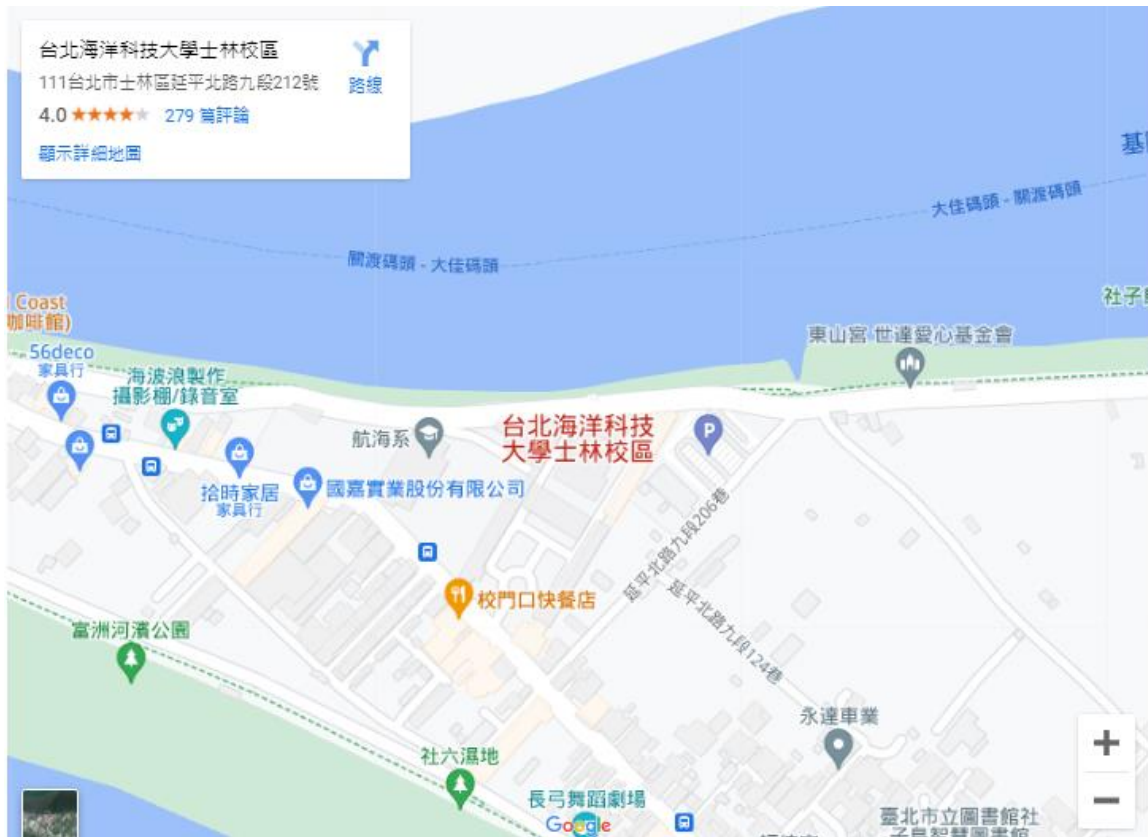 台北海洋科技大學士林校區
路線
111台北市士林區延平北路九段212號
4.0
279 篇評論
顯示詳細地圖
大佳碼頭 - 關渡碼頭
關渡碼頭 - 大佳碼頭
Coast
咖啡館)
社子
東山宮 世達愛心基金會
56deco
家具行
海波浪製作
攝影棚/錄音室
航海系
台北海洋科技
大學士林校區
P
拾時家居
家具行
國嘉實業股份有限公司
延平北路九段206巷
校門口快餐店
延平北路九段124巷
富洲河濱公園
永達車業
社六濕地
長弓舞蹈劇場
Google
臺北市立圖書館社
+
−